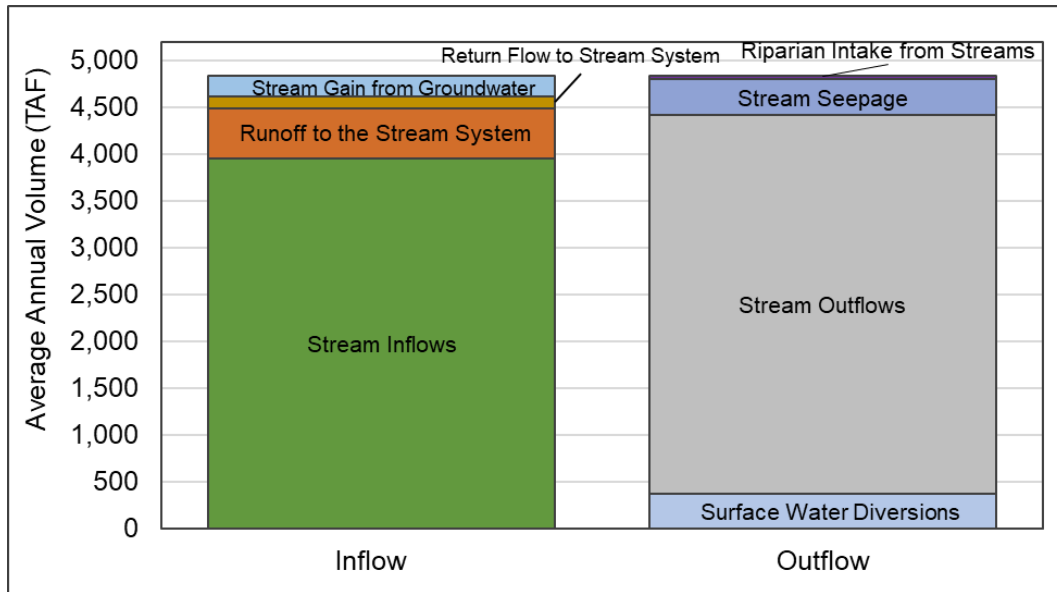 Average Annual Volume (TAF)
5,000
4,500
4,000
3,500
3,000
2,500
2,000
1,500
1,000
500
0
Return Flow to Stream System
Stream Gain from Groundwater
Runoff to the Stream System
Stream Inflows
Riparian Intake from Streams
Stream Seepage
Stream Outflows
Surface Water Diversions
Inflow
Outflow